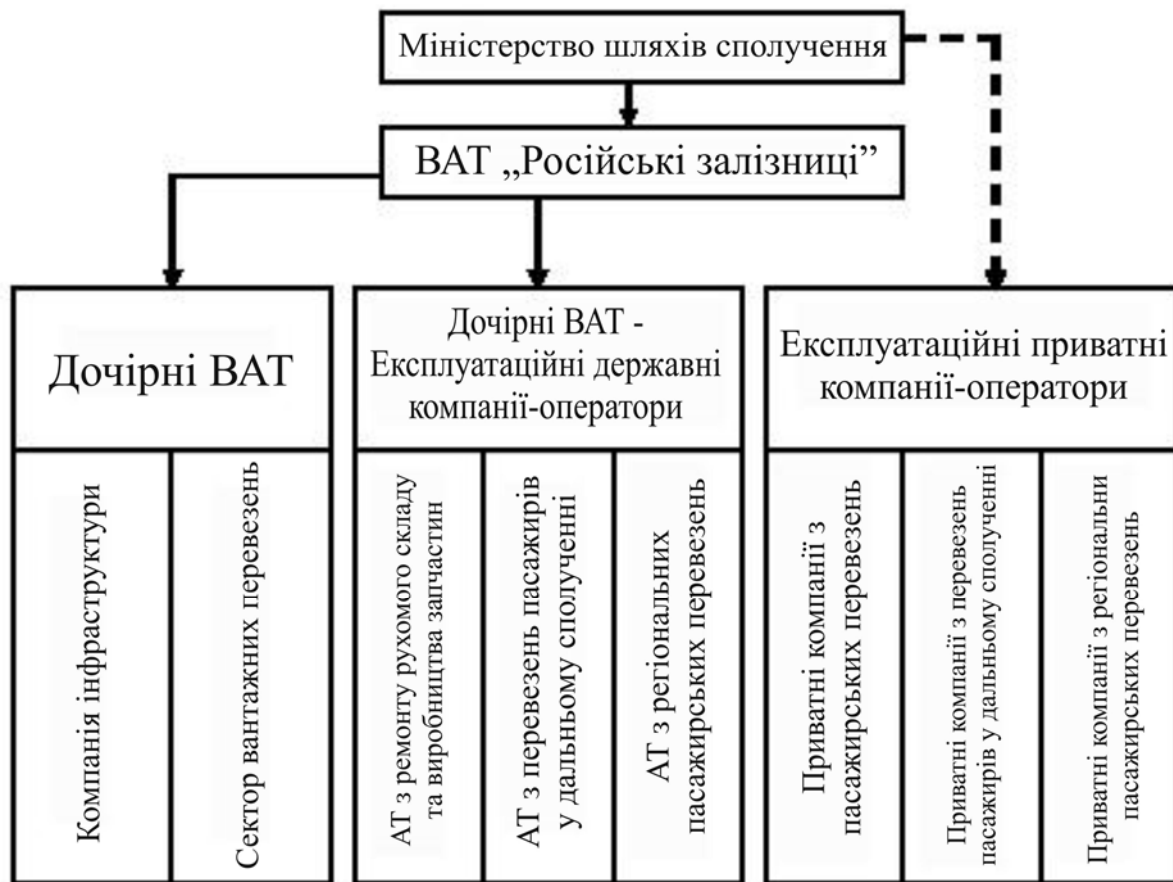 Міністерство шляхів сполучення
ВАТ „Російські залізниці”
Дочірні ВАТ
Дочірні ВАТ -
Експлуатаційні державні
компанії-оператори
Експлуатаційні приватні
компанії-оператори
Компанія інфраструктури
Сектор вантажних перевезень
АТ з ремонту рухомого складу
та виробництва запчастин
АТ з перевезень пасажирів
у дальньому сполученні
АТ з регіональних
пасажирських перевезень
Приватні компанії з
пасажирських перевезень
Приватні компанії з перевезень
пасажирів у дальньому сполученні
Приватні компанії з регіональни
пасажирських перевезень